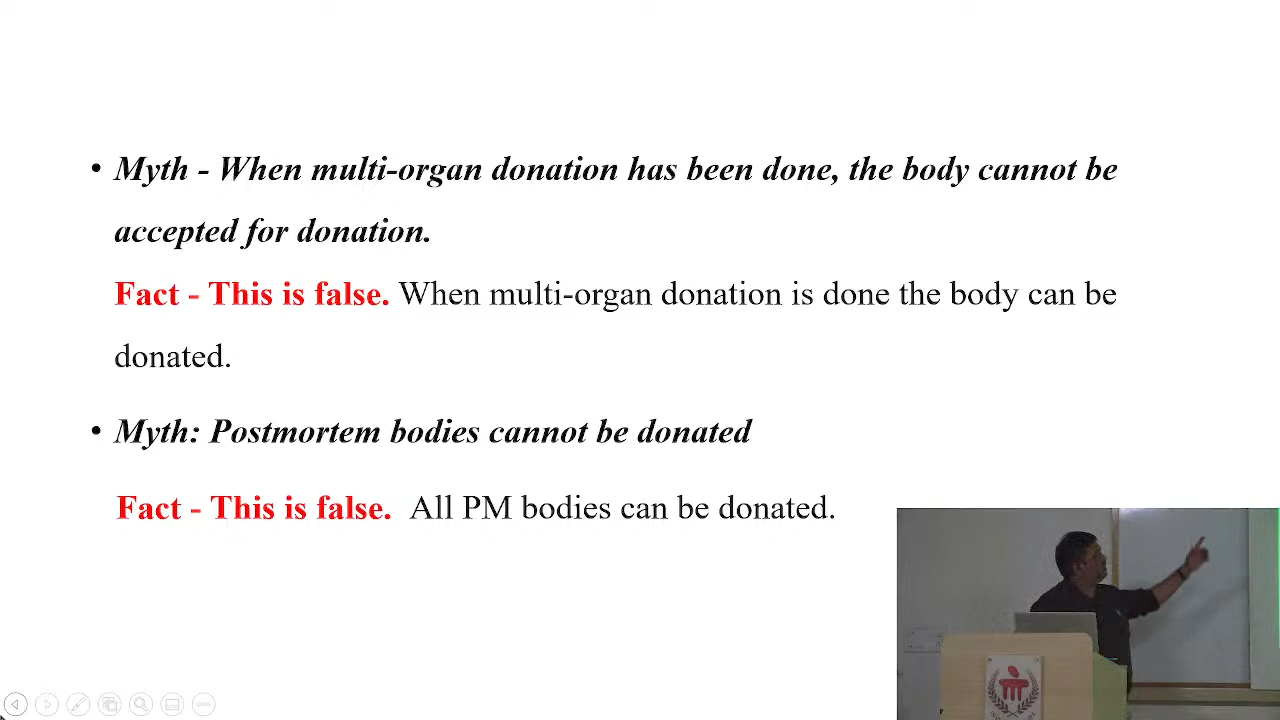 • Myth - When multi-organ donation has been done, the body cannot be
accepted for donation.
Fact - This is false. When multi-organ donation is done the body can be
donated.
• Myth: Postmortem bodies cannot be donated
Fact - This is false. All PM bodies can be donated.